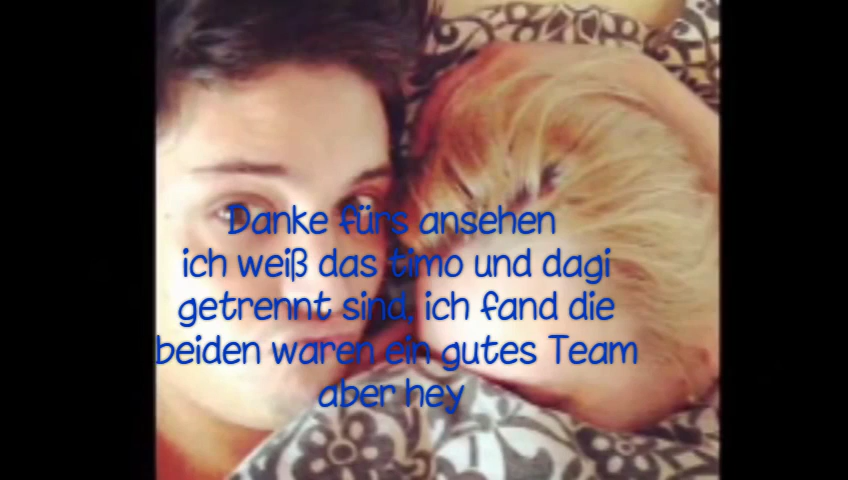 Danke fürs ansehen
ich weiß das timo und dagi
getrennt sind, ich fand die
beiden waren ein gutes Team
aber hey